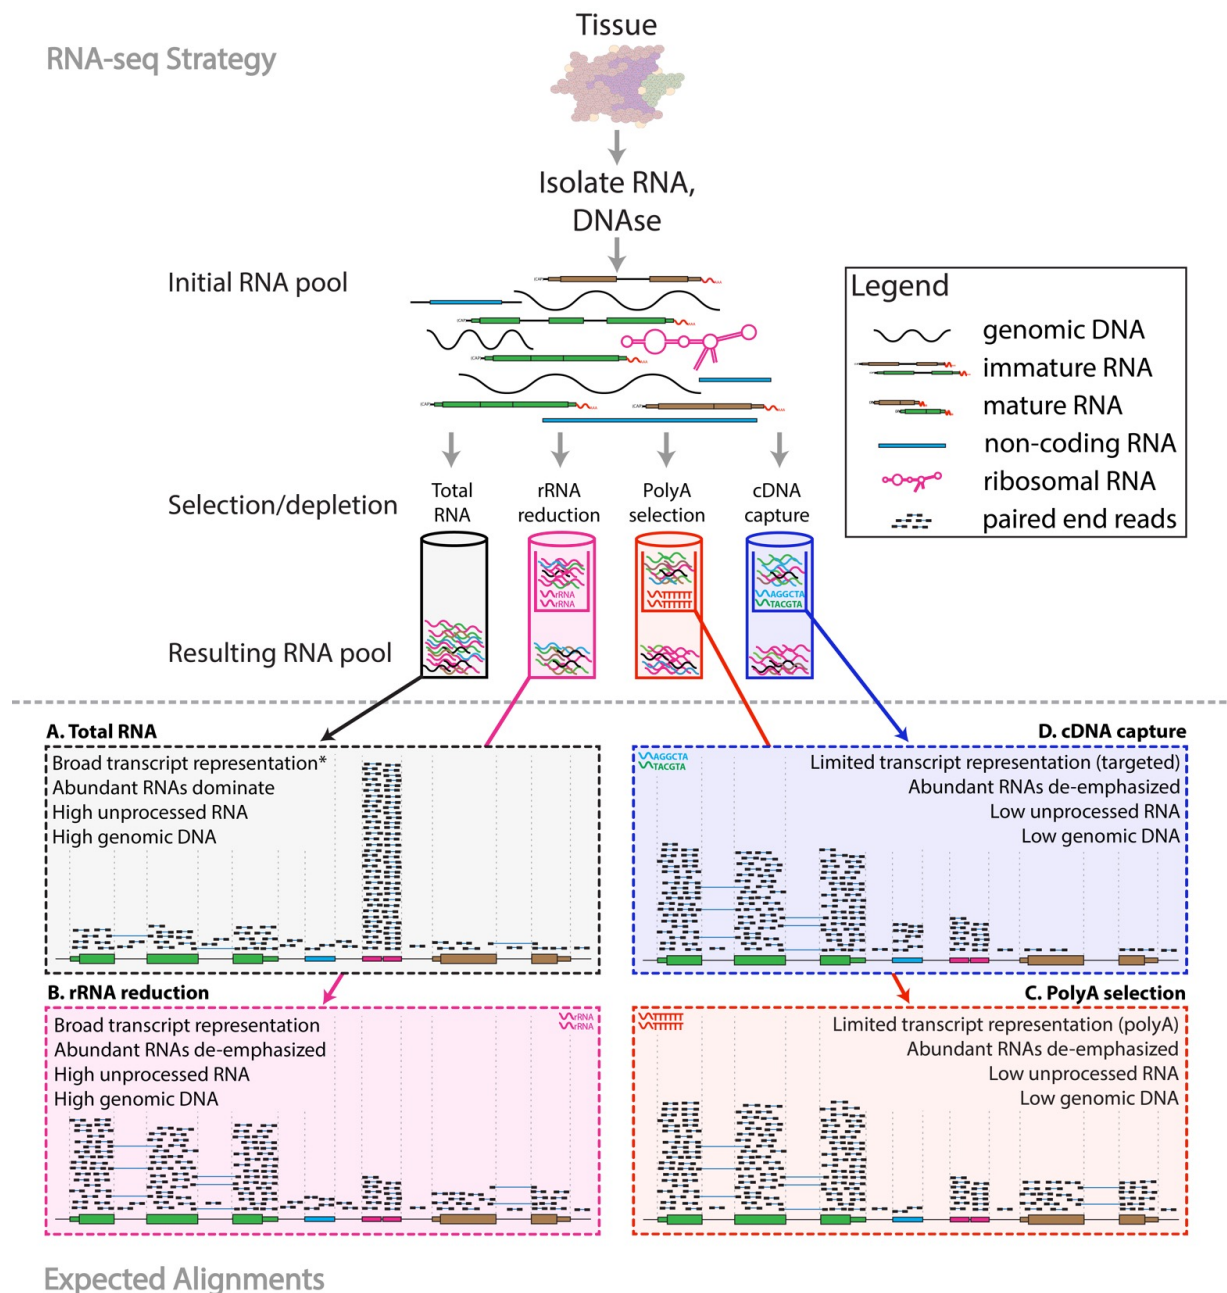 RNA-seq Strategy
Tissue
Isolate RNA,
DNAse
Initial RNA pool
Legend
genomic DNA
immature RNA
mature RNA
non-coding RNA
ribosomal RNA
paired end reads
Selection/depletion
Total
RNA
rRNA
reduction
PolyA
selection
cDNA
capture
rRNA
rRNA
TTTTTT
TTTTTT
AGGCTA
TACGTA
Resulting RNA pool
A. Total RNA
Broad transcript representation*
Abundant RNAs dominate
High unprocessed RNA
High genomic DNA
D. cDNA capture
AGGCTA
TACGTA
Limited transcript representation (targeted)
Abundant RNAs de-emphasized
Low unprocessed RNA
Low genomic DNA
B. rRNA reduction
rRNA
rRNA
Broad transcript representation
Abundant RNAs de-emphasized
High unprocessed RNA
High genomic DNA
C. PolyA selection
TTTTTT
TTTTTT
Limited transcript representation (polyA)
Abundant RNAs de-emphasized
Low unprocessed RNA
Low genomic DNA
Expected Alignments